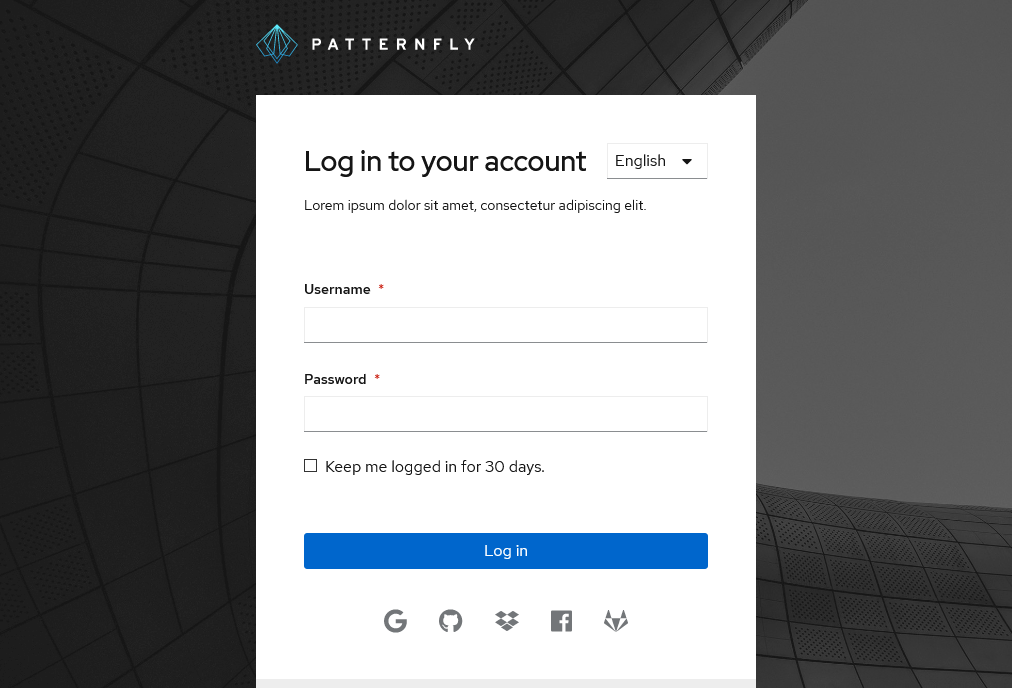 PATTERNFLY
Log in to your account
English
Lorem ipsum dolor sit amet, consectetur adipiscing elit.
Username *
Password *
Keep me logged in for 30 days.
Log in